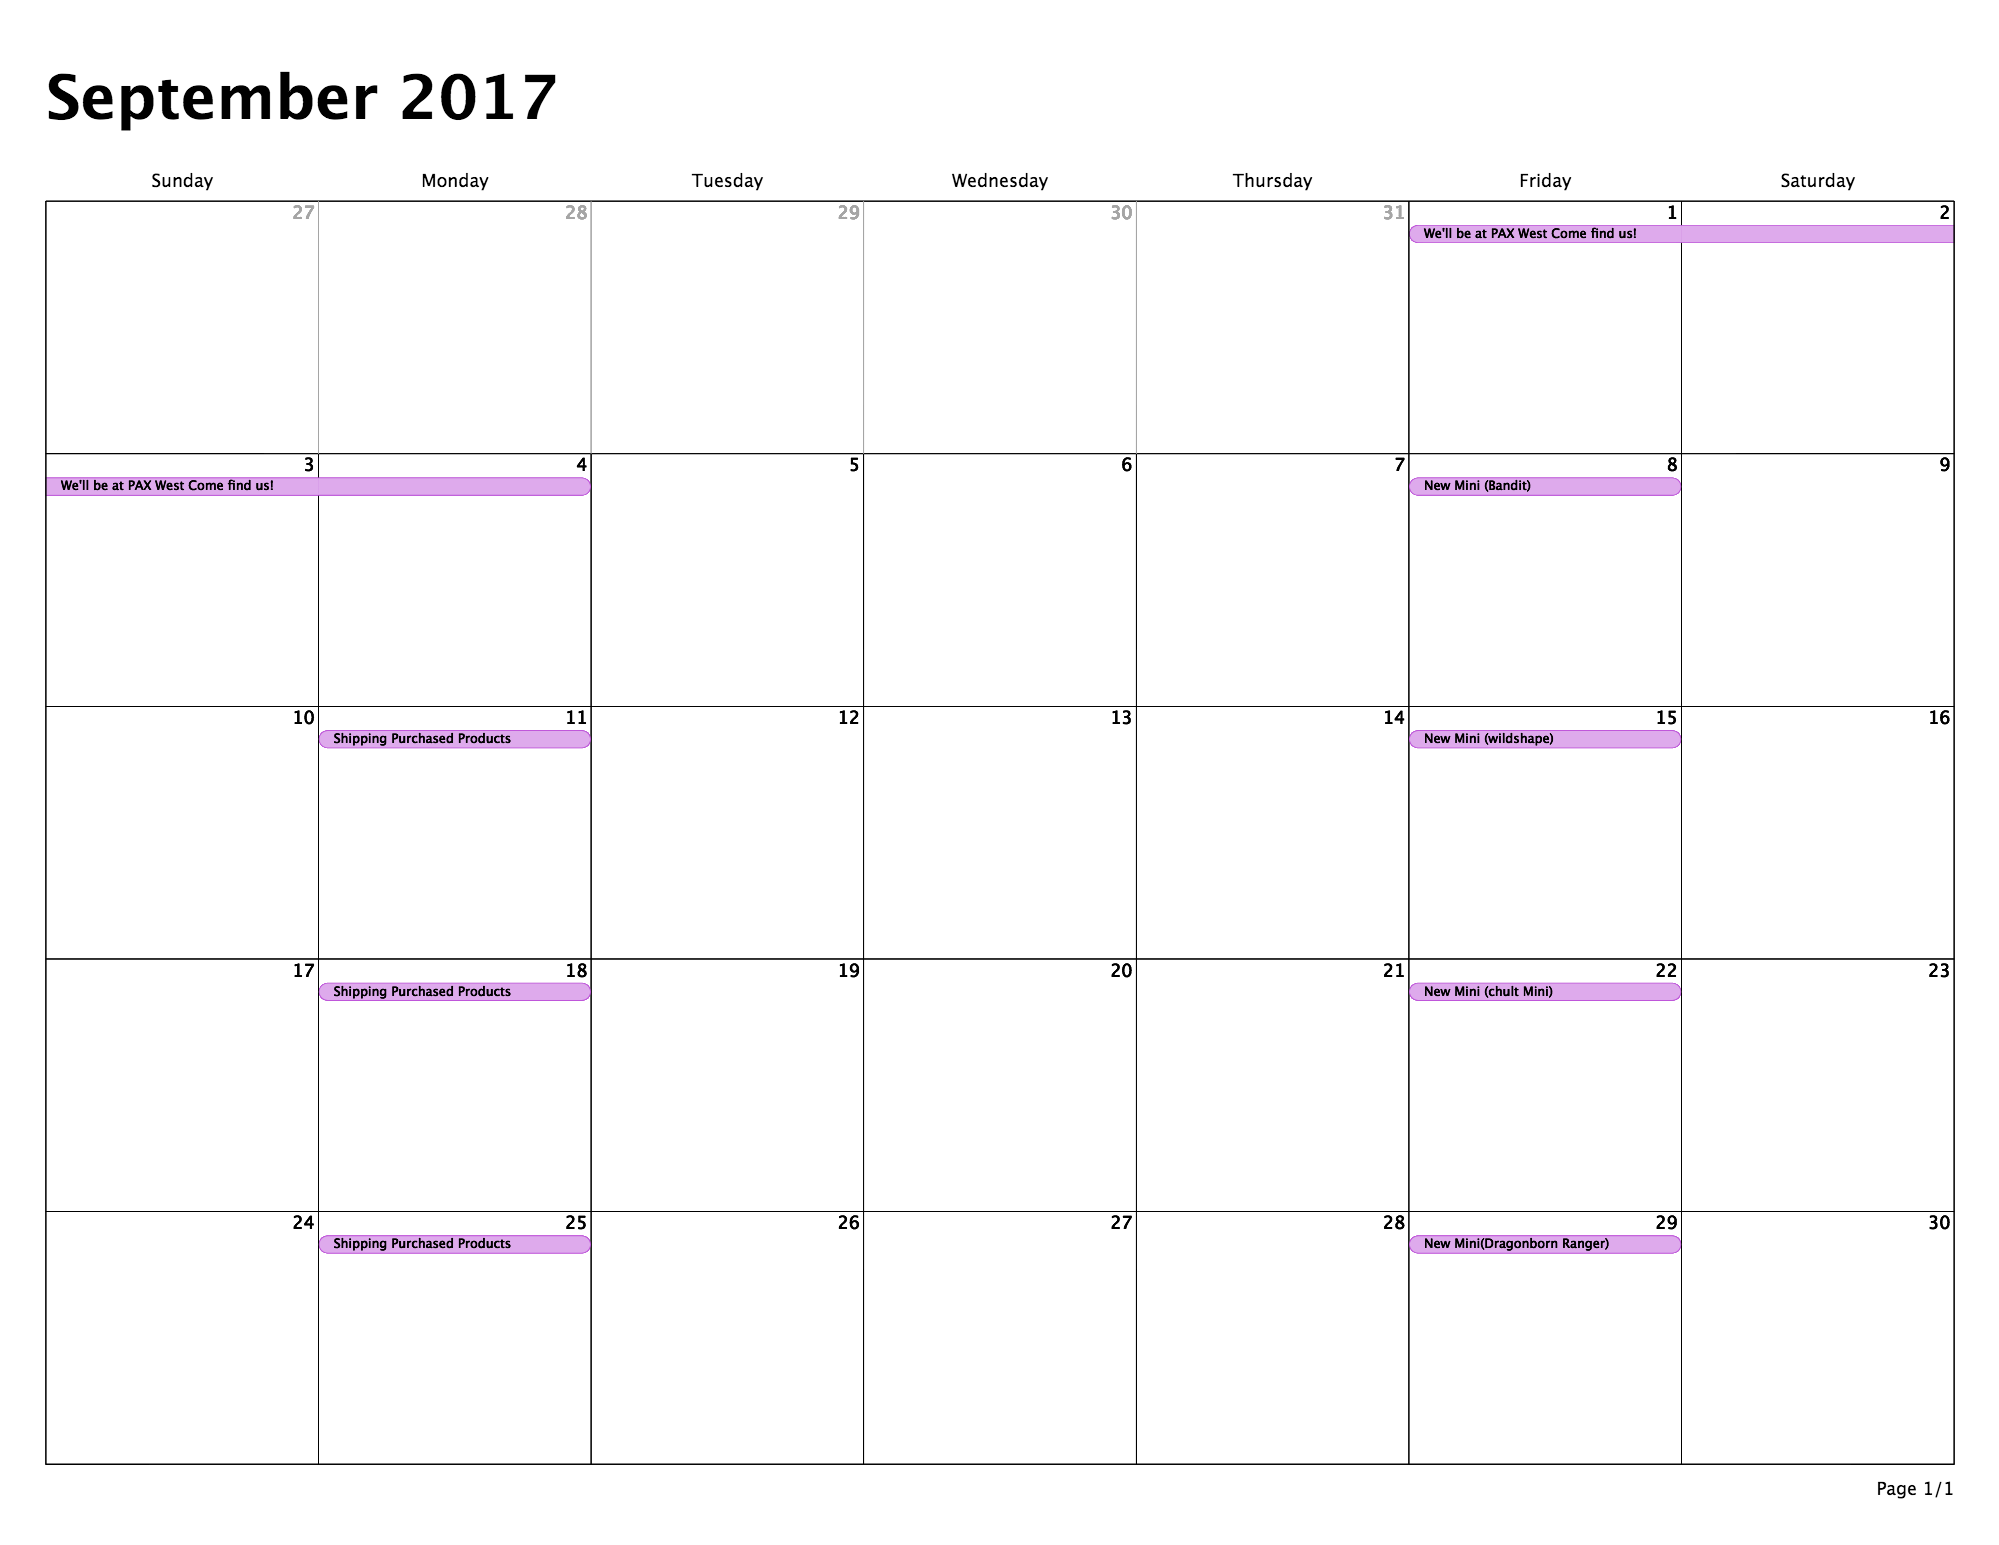 September 2017
Sunday Monday Tuesday Wednesday Thursday Friday Saturday
27 28 29 30 31 1 2
We'll be at PAX West Come find us!
3 4 5 6 7 8 9
We'll be at PAX West Come find us! New Mini (Bandit)
10 11 12 13 14 15 16
Shipping Purchased Products New Mini (wildshape)
17 18 19 20 21 22 23
Shipping Purchased Products New Mini (chult Mini)
24 25 26 27 28 29 30
Shipping Purchased Products New Mini(Dragonborn Ranger)
Page 1/1